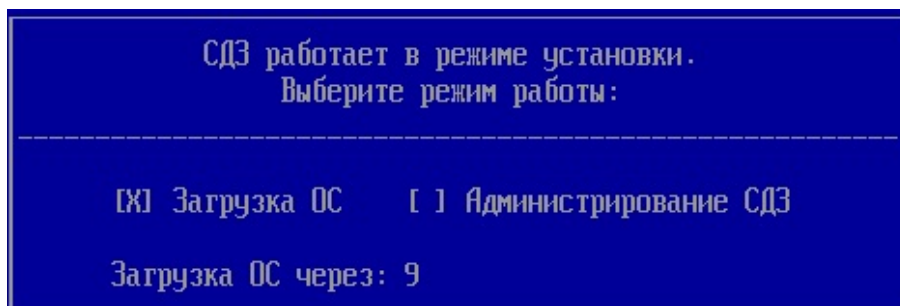 СДЗ работает в режиме установки.
Выберите режим работы:
[X] Загрузка ОС [ ] Администрирование СДЗ
Загрузка ОС через: 9